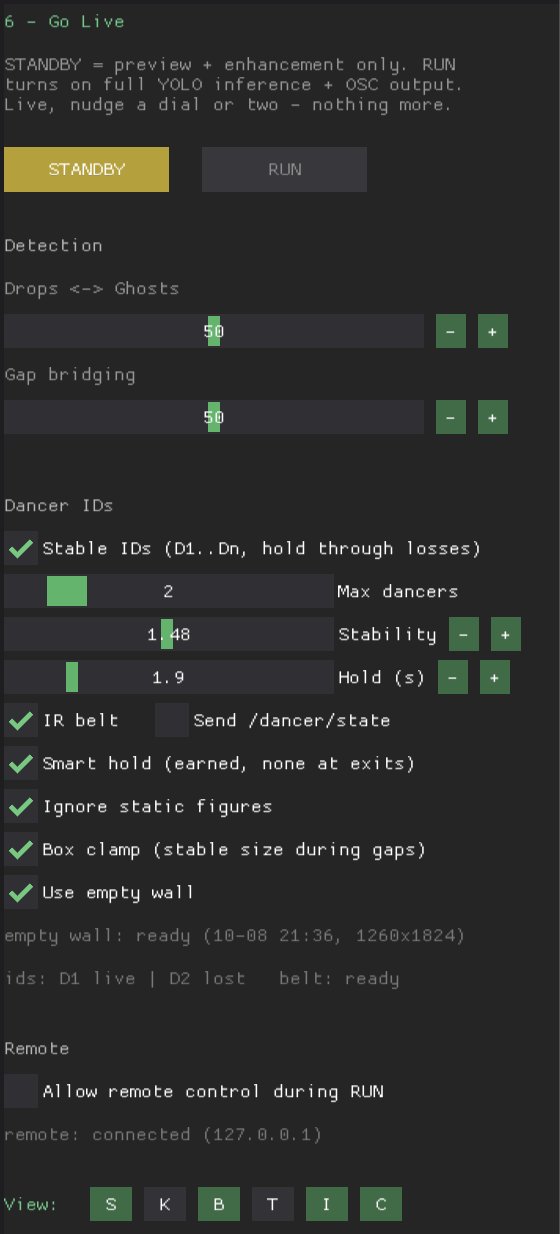 6 - Go Live
STANDBY = preview + enhancement only. RUN
turns on full YOLO inference + OSC output.
Live, nudge a dial or two - nothing more.
STANDBY RUN
Detection
Drops <-> Ghosts
50 - +
Gap bridging
50 - +
Dancer IDs
Stable IDs (D1..Dn, hold through losses)
2 Max dancers
1.48 Stability - +
1.9 Hold (s) - +
IR belt Send /dancer/state
Smart hold (earned, none at exits)
Ignore static figures
Box clamp (stable size during gaps)
Use empty wall
empty wall: ready (10-08 21:36, 1260x1824)
ids: D1 live | D2 lost belt: ready
Remote
Allow remote control during RUN
remote: connected (127.0.0.1)
View: S K B T I C